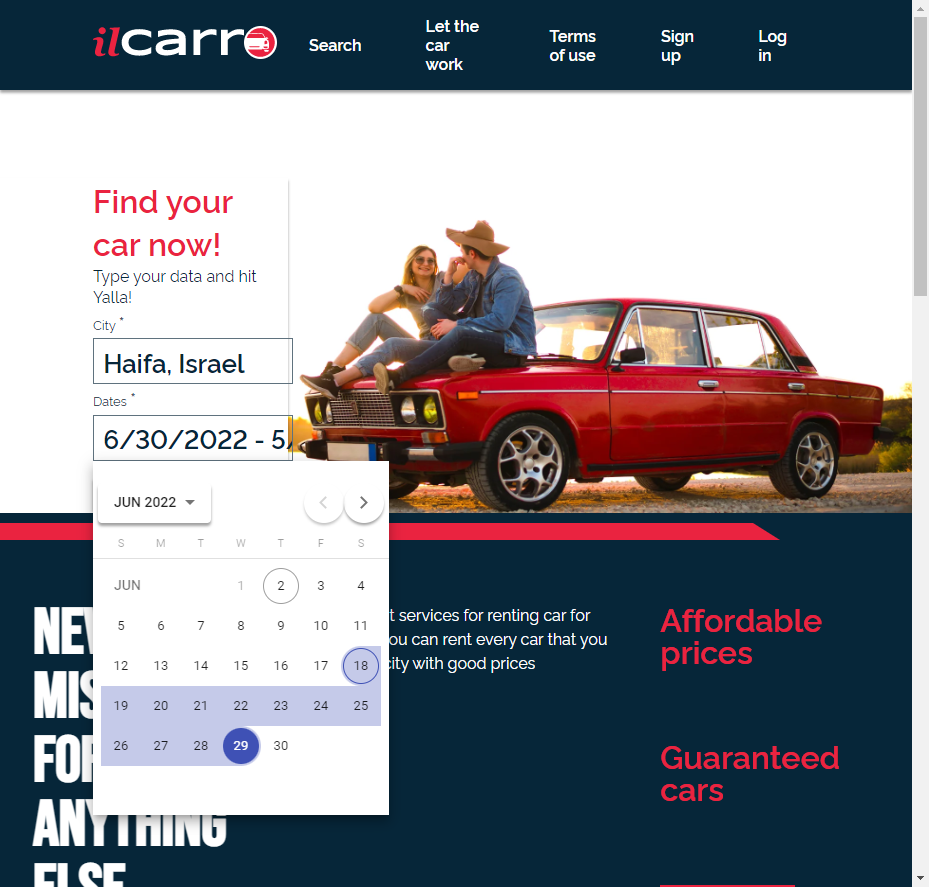 ilcarro
Search
Let the
car
work
Terms
of use
Sign
up
Log
in
Find your
car now!
Type your data and hit
Yalla!
City *
Haifa, Israel
Dates *
6/30/2022 - 5/
JUN 2022
S M T W T F S
JUN 1 2 3 4
5 6 7 8 9 10 11
12 13 14 15 16 17 18
19 20 21 22 23 24 25
26 27 28 29 30
t services for renting car for
ou can rent every car that you
city with good prices
MIS
FOR
ANYTHING
ELSE
Affordable
prices
Guaranteed
cars